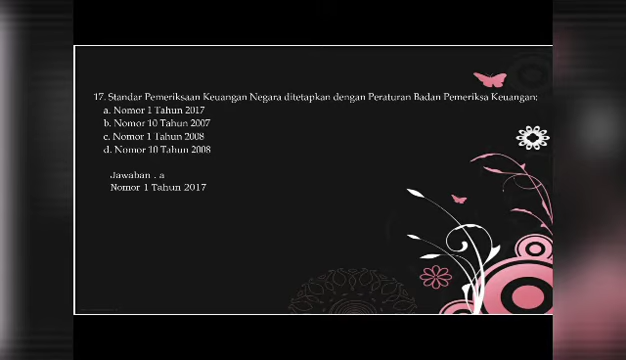 17. Standar Pemeriksaan Keuangan Negara ditetapkan dengan Peraturan Badan Pemeriksa Keuangan:
a. Nomor 1 Tahun 2017
b. Nomor 10 Tahun 2007
c. Nomor 1 Tahun 2008
d. Nomor 10 Tahun 2008
Jawaban . a
Nomor 1 Tahun 2017